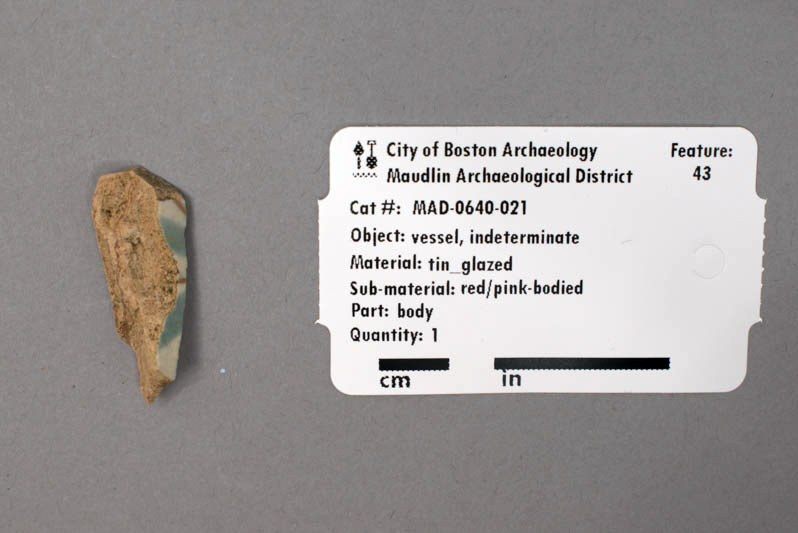 City of Boston Archaeology
Maudlin Archaeological District
Feature:
43
Cat #: MAD-0640-021
Object: vessel, indeterminate
Material: tin_glazed
Sub-material: red/pink-bodied
Part: body
Quantity: 1
cm in